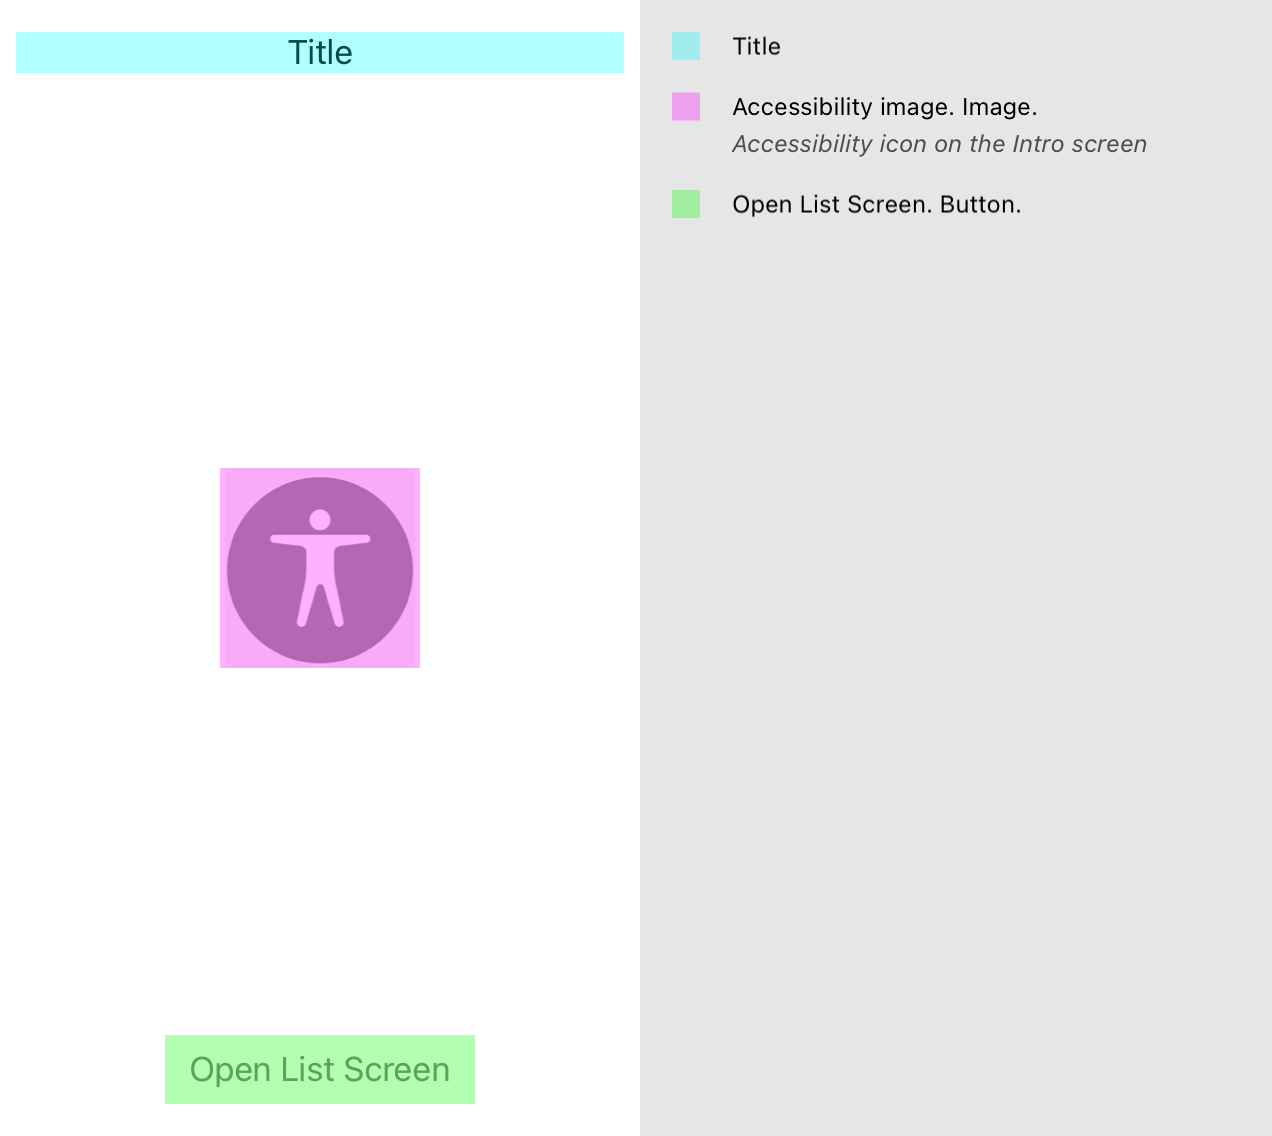 Title
Open List Screen
Title
Accessibility image. Image.
Accessibility icon on the Intro screen
Open List Screen. Button.